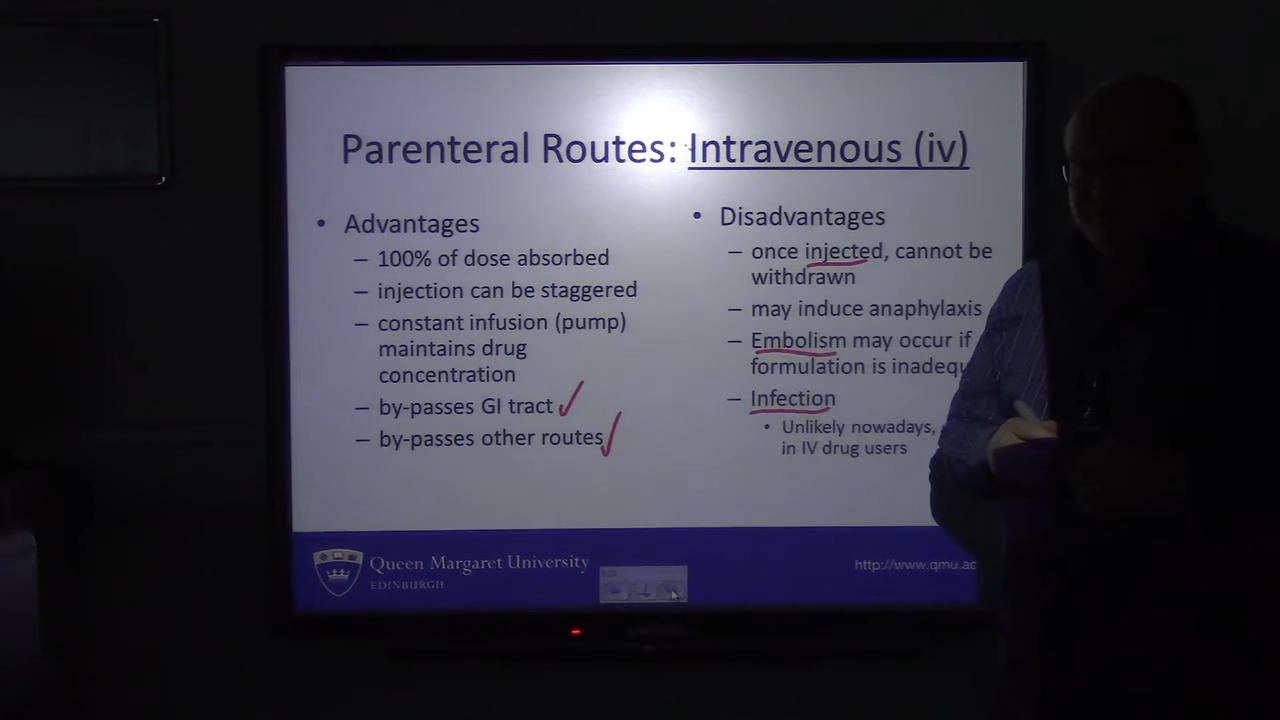 Parenteral Routes: Intravenous (iv)
• Advantages
– 100% of dose absorbed
– injection can be staggered
– constant infusion (pump)
maintains drug
concentration
– by-passes GI tract
– by-passes other routes
• Disadvantages
– once injected, cannot be
withdrawn
– may induce anaphylaxis
– Embolism may occur if
formulation is
– Infection
• Unlikely nowadays,
in IV drug users
Queen Margaret University
EDINBURGH
http://www.qmu.ac